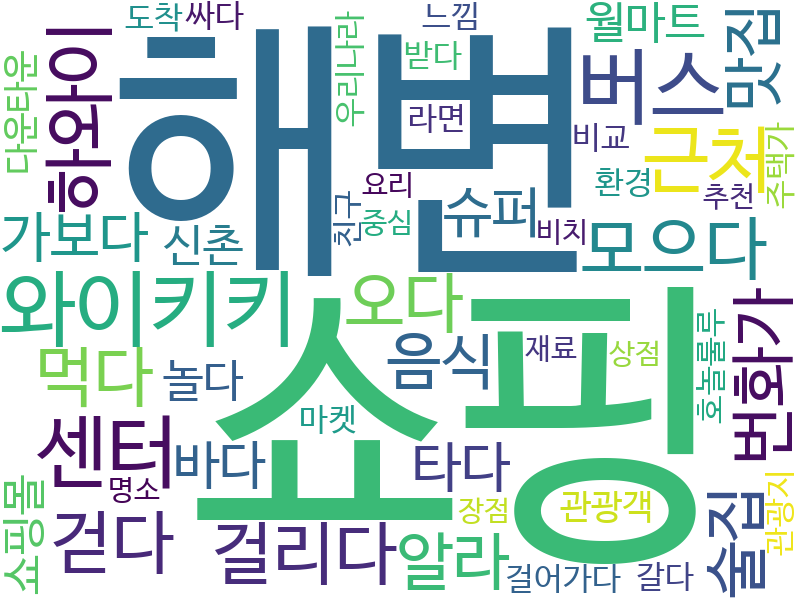 도착
싸다
우리나라
느낌
받다
라면
월마트
버스
맛집
다운타운
하와이
해변
비교
근처
주택가
요리
환경
추천
친구
중심
슈퍼
비치
가보다
신촌
모으다
와이키키
오다
쇼핑
음식
재료
상점
호놀룰루
번화가
먹다
놀다
마켓
센터
바다
명소
타다
쇼핑몰
걷다
걸리다
장점
알라
관광객
술집
관광지
걸어가다
갈다